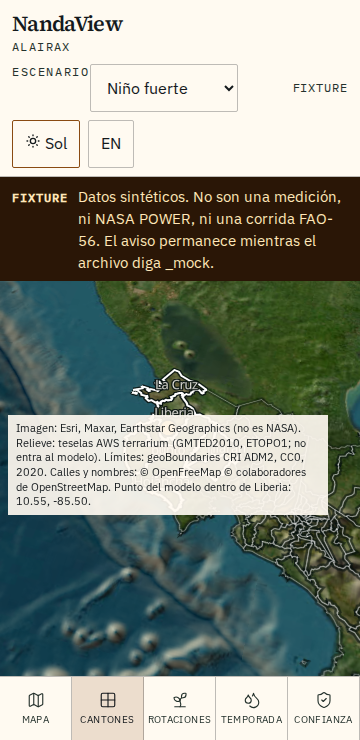 NandaView
ALAIRAX
ESCENARIO Niño fuerte FIXTURE
Sol EN
FIXTURE Datos sintéticos. No son una medición,
ni NASA POWER, ni una corrida FAO-
56. El aviso permanece mientras el
archivo diga _mock.
La Cruz
Liberia
Imagen: Esri, Maxar, Earthstar Geographics (no es NASA).
Relieve: teselas AWS terrarium (GMTED2010, ETOPO1; no
entra al modelo). Límites: geoBoundaries CRI ADM2, CC0,
2020. Calles y nombres: © OpenFreeMap © colaboradores
de OpenStreetMap. Punto del modelo dentro de Liberia:
10.55, -85.50.
MAPA CANTONES ROTACIONES TEMPORADA CONFIANZA